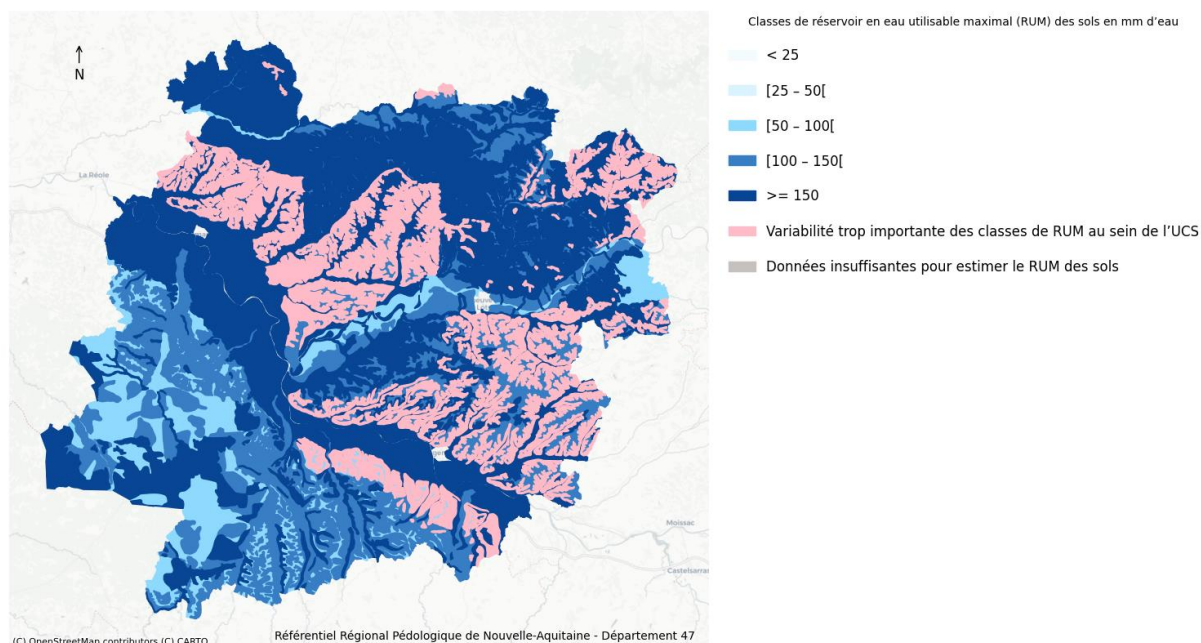 Classes de réservoir en eau utilisable maximal (RUM) des sols en mm d’eau
< 25
[25 – 50[
[50 – 100[
[100 – 150[
>= 150
Variabilité trop importante des classes de RUM au sein de l’UCS
Données insuffisantes pour estimer le RUM des sols
N
La Réole
Moissac
Castelsarras
(C) OpenStreetMap contributors (C) CARTO
Référentiel Régional Pédologique de Nouvelle-Aquitaine - Département 47